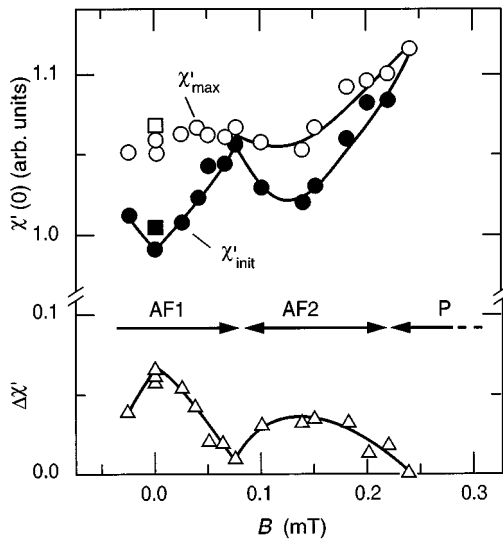 1.1
χ'max
χ'(0) (arb. units)
1.0
χ'init
AF1 AF2 P
0.1
Δχ'
0.0
0.0 0.1 0.2 0.3
B (mT)